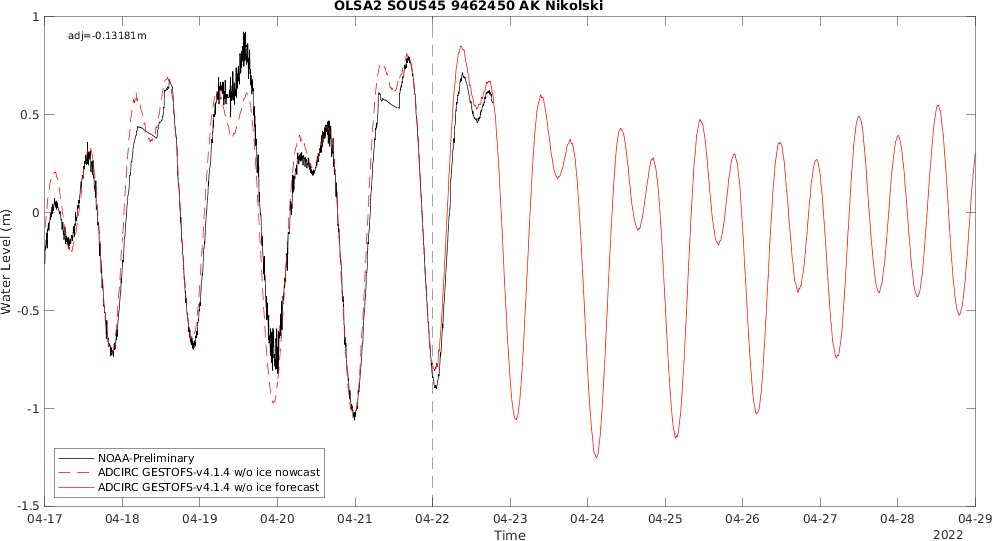 OLSA2 SOUS45 9462450 AK Nikolski
adj=-0.13181m
1
0.5
0
-0.5
-1
-1.5
Water Level (m)
NOAA-Preliminary
ADCIRC GESTOFS-v4.1.4 w/o ice nowcast
ADCIRC GESTOFS-v4.1.4 w/o ice forecast
04-17 04-18 04-19 04-20 04-21 04-22 04-23 04-24 04-25 04-26 04-27 04-28 04-29
Time
2022